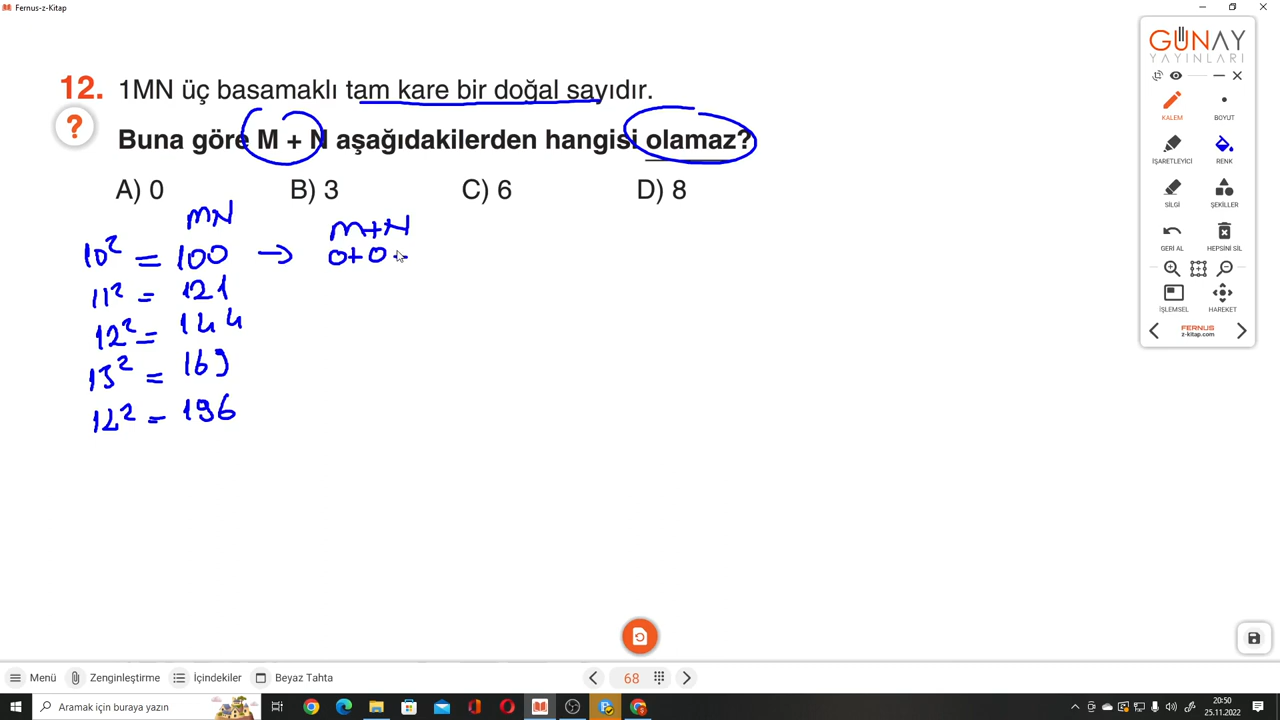 Fernus-z-Kitap
GÜNAY
YAYINLARI
12. 1MN üç basamaklı tam kare bir doğal sayıdır.
? Buna göre M + N aşağıdakilerden hangisi olamaz?
A) 0 B) 3 C) 6 D) 8
MN M+N
10² = 100 → 0+0 =
11² = 121
12² = 144
13² = 169
14² = 196
KALEM BOYUT
İŞARETLEYİCİ RENK
SİLGİ ŞEKİLLER
GERİ AL HEPSİNİ SİL
İŞLEMSEL HAREKET
FERNUS
z-kitap.com
Menü Zenginleştirme İçindekiler Beyaz Tahta 68
Aramak için buraya yazın
20:50
25.11.2022